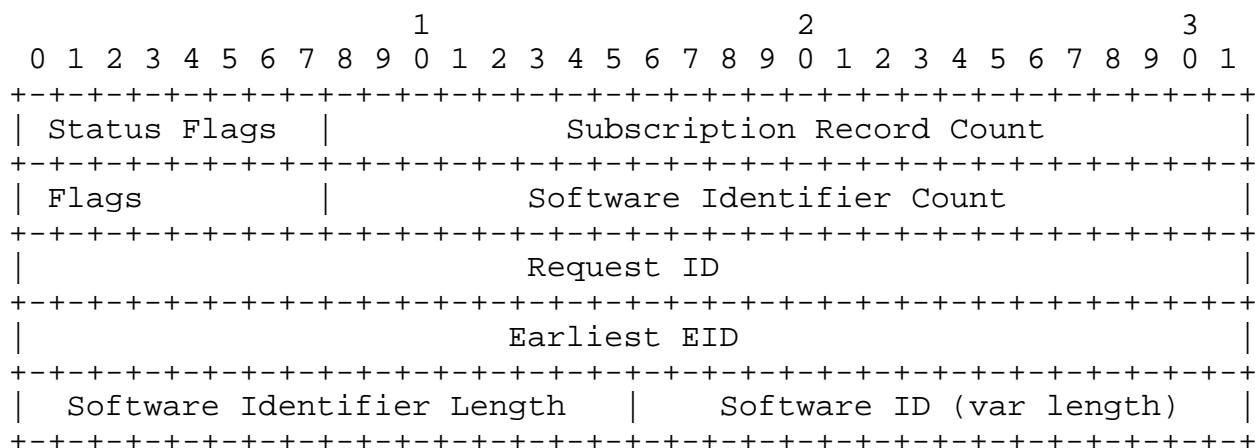 1                   2                   3
 0 1 2 3 4 5 6 7 8 9 0 1 2 3 4 5 6 7 8 9 0 1 2 3 4 5 6 7 8 9 0 1
+-+-+-+-+-+-+-+-+-+-+-+-+-+-+-+-+-+-+-+-+-+-+-+-+-+-+-+-+-+-+-+-+
| Status Flags  |            Subscription Record Count          |
+-+-+-+-+-+-+-+-+-+-+-+-+-+-+-+-+-+-+-+-+-+-+-+-+-+-+-+-+-+-+-+-+
| Flags         |          Software Identifier Count            |
+-+-+-+-+-+-+-+-+-+-+-+-+-+-+-+-+-+-+-+-+-+-+-+-+-+-+-+-+-+-+-+-+
|                          Request ID                           |
+-+-+-+-+-+-+-+-+-+-+-+-+-+-+-+-+-+-+-+-+-+-+-+-+-+-+-+-+-+-+-+-+
|                         Earliest EID                          |
+-+-+-+-+-+-+-+-+-+-+-+-+-+-+-+-+-+-+-+-+-+-+-+-+-+-+-+-+-+-+-+-+
|  Software Identifier Length   |    Software ID (var length)   |
+-+-+-+-+-+-+-+-+-+-+-+-+-+-+-+-+-+-+-+-+-+-+-+-+-+-+-+-+-+-+-+-+